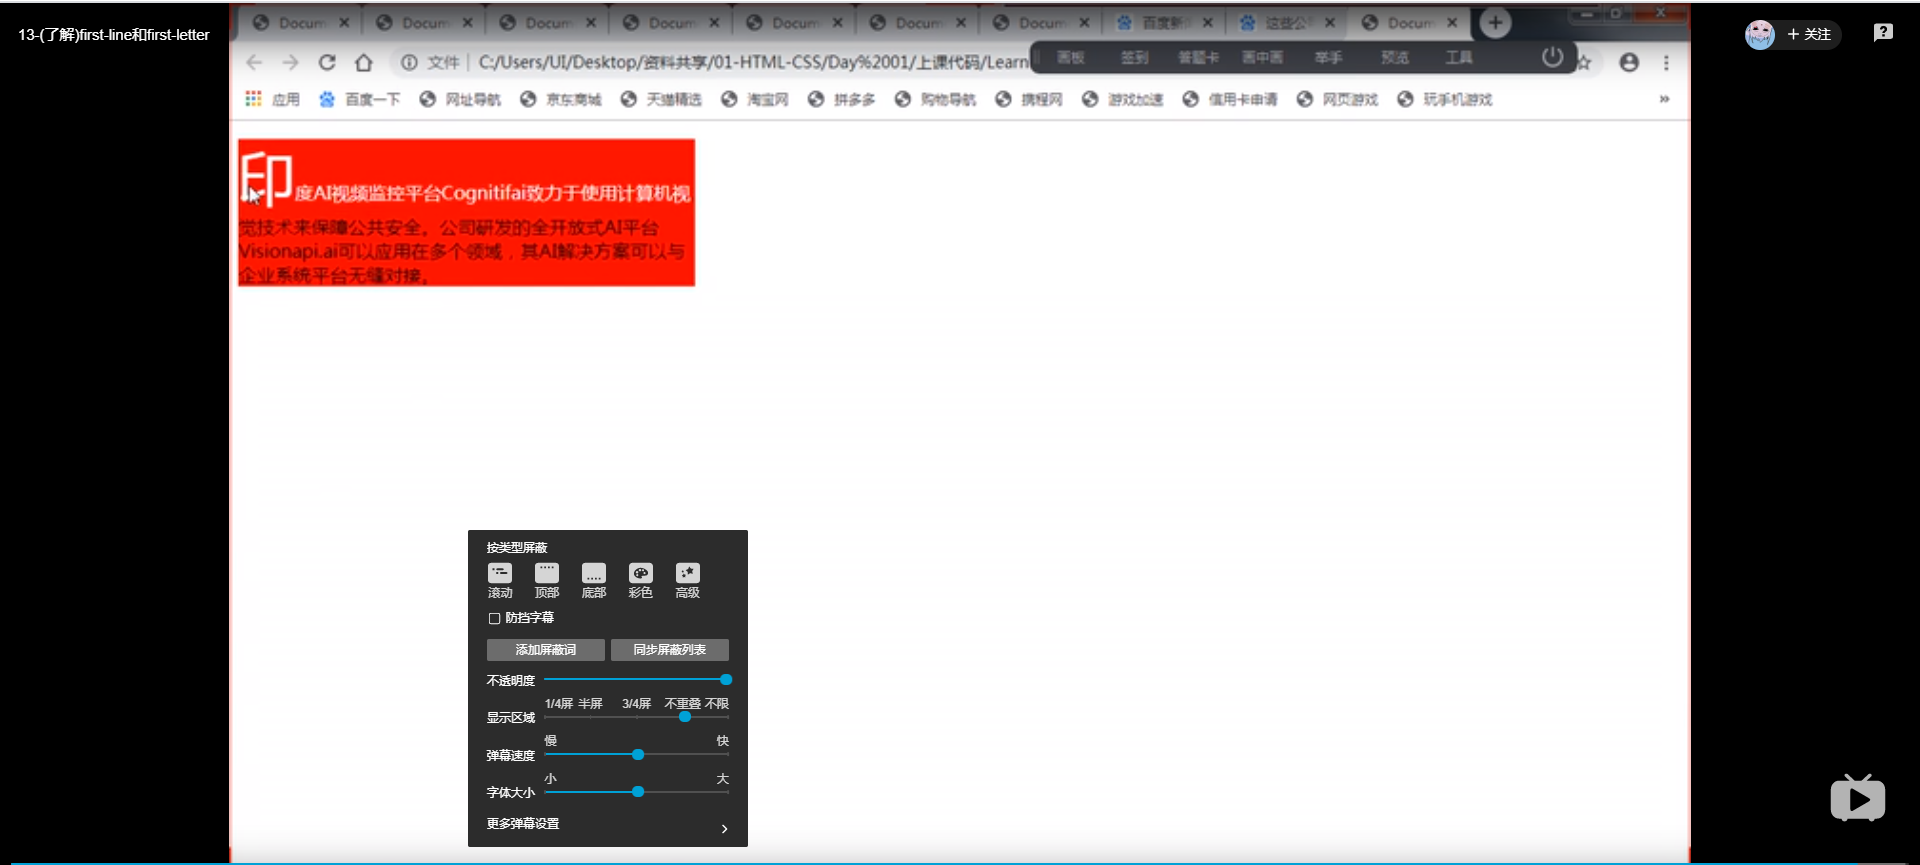 13-(了解)first-line和first-letter
Docum Docum Docum Docum Docum Docum Docum 百度新 这些公 Docum
+ 关注
文件 | C:/Users/UI/Desktop/资料共享/01-HTML-CSS/Day%2001/上课代码/Learn
画板 签到 答题卡 画中画 举手 预览 工具
应用 百度一下 网址导航 京东商城 天猫精选 淘宝网 拼多多 购物导航 携程网 游戏加速 信用卡申请 网页游戏 玩手机游戏 »
印度AI视频监控平台Cognitifai致力于使用计算机视
觉技术来保障公共安全。公司研发的全开放式AI平台
Visionapi.ai可以应用在多个领域，其AI解决方案可以与
企业系统平台无缝对接。
按类型屏蔽
滚动 顶部 底部 彩色 高级
防挡字幕
添加屏蔽词 同步屏蔽列表
不透明度
1/4屏 半屏 3/4屏 不重叠 不限
显示区域
慢 快
弹幕速度
小 大
字体大小
更多弹幕设置